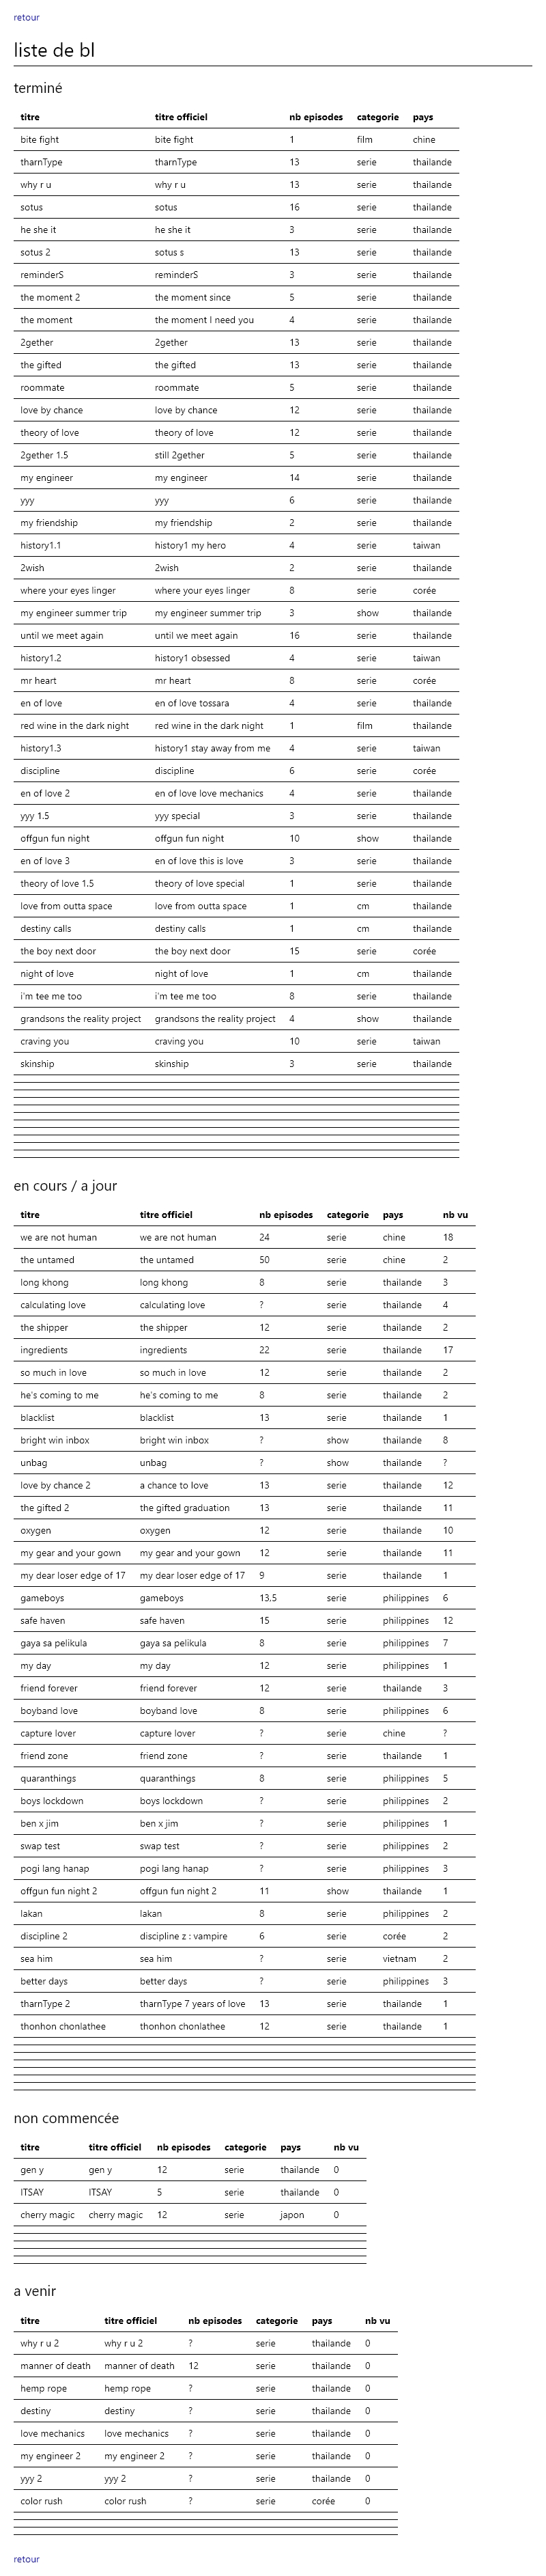 retour
liste de bl
terminé
titre titre officiel nb episodes categorie pays
bite fight bite fight 1 film chine
tharnType tharnType 13 serie thailande
why r u why r u 13 serie thailande
sotus sotus 16 serie thailande
he she it he she it 3 serie thailande
sotus 2 sotus s 13 serie thailande
reminderS reminderS 3 serie thailande
the moment 2 the moment since 5 serie thailande
the moment the moment I need you 4 serie thailande
2gether 2gether 13 serie thailande
the gifted the gifted 13 serie thailande
roommate roommate 5 serie thailande
love by chance love by chance 12 serie thailande
theory of love theory of love 12 serie thailande
2gether 1.5 still 2gether 5 serie thailande
my engineer my engineer 14 serie thailande
yyy yyy 6 serie thailande
my friendship my friendship 2 serie thailande
history1.1 history1 my hero 4 serie taiwan
2wish 2wish 2 serie thailande
where your eyes linger where your eyes linger 8 serie corée
my engineer summer trip my engineer summer trip 3 show thailande
until we meet again until we meet again 16 serie thailande
history1.2 history1 obsessed 4 serie taiwan
mr heart mr heart 8 serie corée
en of love en of love tossara 4 serie thailande
red wine in the dark night red wine in the dark night 1 film thailande
history1.3 history1 stay away from me 4 serie taiwan
discipline discipline 6 serie corée
en of love 2 en of love love mechanics 4 serie thailande
yyy 1.5 yyy special 3 serie thailande
offgun fun night offgun fun night 10 show thailande
en of love 3 en of love this is love 3 serie thailande
theory of love 1.5 theory of love special 1 serie thailande
love from outta space love from outta space 1 cm thailande
destiny calls destiny calls 1 cm thailande
the boy next door the boy next door 15 serie corée
night of love night of love 1 cm thailande
i'm tee me too i'm tee me too 8 serie thailande
grandsons the reality project grandsons the reality project 4 show thailande
craving you craving you 10 serie taiwan
skinship skinship 3 serie thailande
en cours / a jour
titre titre officiel nb episodes categorie pays nb vu
we are not human we are not human 24 serie chine 18
the untamed the untamed 50 serie chine 2
long khong long khong 8 serie thailande 3
calculating love calculating love ? serie thailande 4
the shipper the shipper 12 serie thailande 2
ingredients ingredients 22 serie thailande 17
so much in love so much in love 12 serie thailande 2
he's coming to me he's coming to me 8 serie thailande 2
blacklist blacklist 13 serie thailande 1
bright win inbox bright win inbox ? show thailande 8
unbag unbag ? show thailande ?
love by chance 2 a chance to love 13 serie thailande 12
the gifted 2 the gifted graduation 13 serie thailande 11
oxygen oxygen 12 serie thailande 10
my gear and your gown my gear and your gown 12 serie thailande 11
my dear loser edge of 17 my dear loser edge of 17 9 serie thailande 1
gameboys gameboys 13,5 serie philippines 6
safe haven safe haven 15 serie philippines 12
gaya sa pelikula gaya sa pelikula 8 serie philippines 7
my day my day 12 serie philippines 1
friend forever friend forever 12 serie thailande 3
boyband love boyband love 8 serie philippines 6
capture lover capture lover ? serie chine ?
friend zone friend zone ? serie thailande 1
quaranthings quaranthings 8 serie philippines 5
boys lockdown boys lockdown ? serie philippines 2
ben x jim ben x jim ? serie philippines 1
swap test swap test ? serie philippines 2
pogi lang hanap pogi lang hanap ? serie philippines 3
offgun fun night 2 offgun fun night 2 11 show thailande 1
lakan lakan 8 serie philippines 2
discipline 2 discipline z : vampire 6 serie corée 2
sea him sea him ? serie vietnam 2
better days better days ? serie philippines 3
tharnType 2 tharnType 7 years of love 13 serie thailande 1
thonhon chonlathee thonhon chonlathee 12 serie thailande 1
non commencée
titre titre officiel nb episodes categorie pays nb vu
gen y gen y 12 serie thailande 0
ITSAY ITSAY 5 serie thailande 0
cherry magic cherry magic 12 serie japon 0
a venir
titre titre officiel nb episodes categorie pays nb vu
why r u 2 why r u 2 ? serie thailande 0
manner of death manner of death 12 serie thailande 0
hemp rope hemp rope ? serie thailande 0
destiny destiny ? serie thailande 0
love mechanics love mechanics ? serie thailande 0
my engineer 2 my engineer 2 ? serie thailande 0
yyy 2 yyy 2 ? serie thailande 0
color rush color rush ? serie corée 0
retour